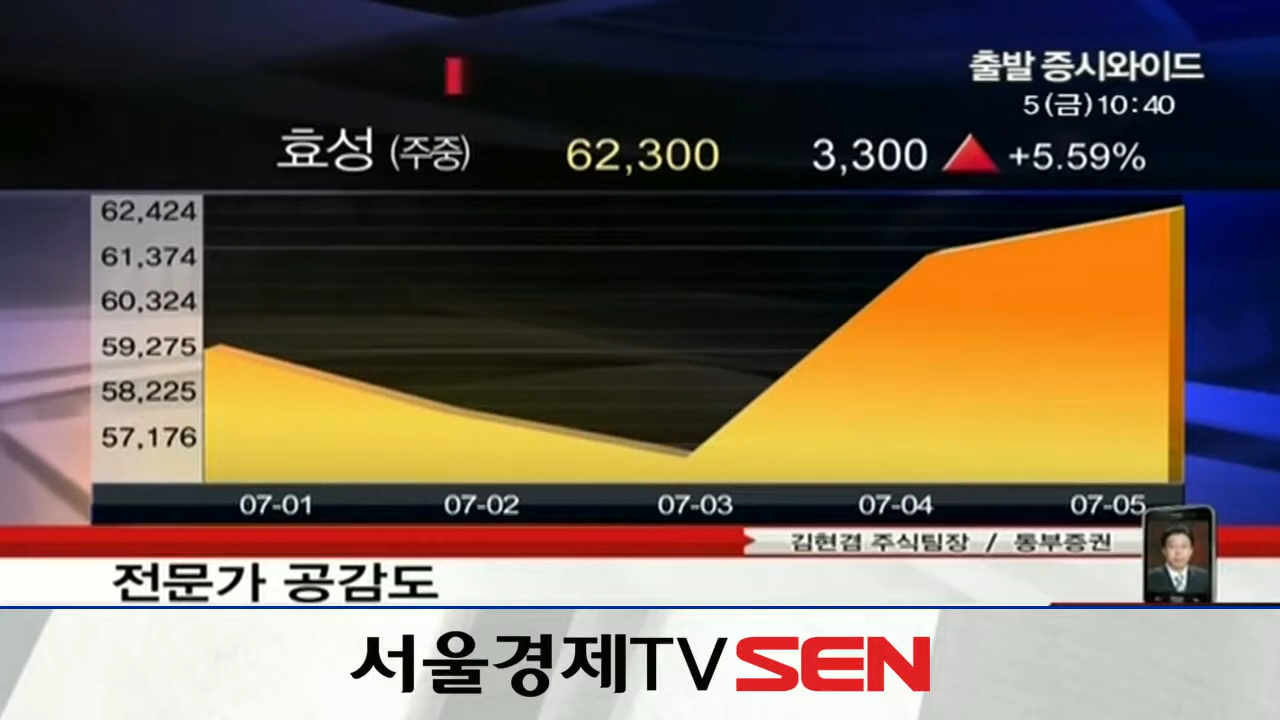 출발 증시와이드
5(금)10:40
효성 (주중) 62,300 3,300 ▲ +5.59%
62,424
61,374
60,324
59,275
58,225
57,176
07-01 07-02 07-03 07-04 07-05
김현겸 주식팀장 / 동부증권
전문가 공감도
서울경제TV SEN